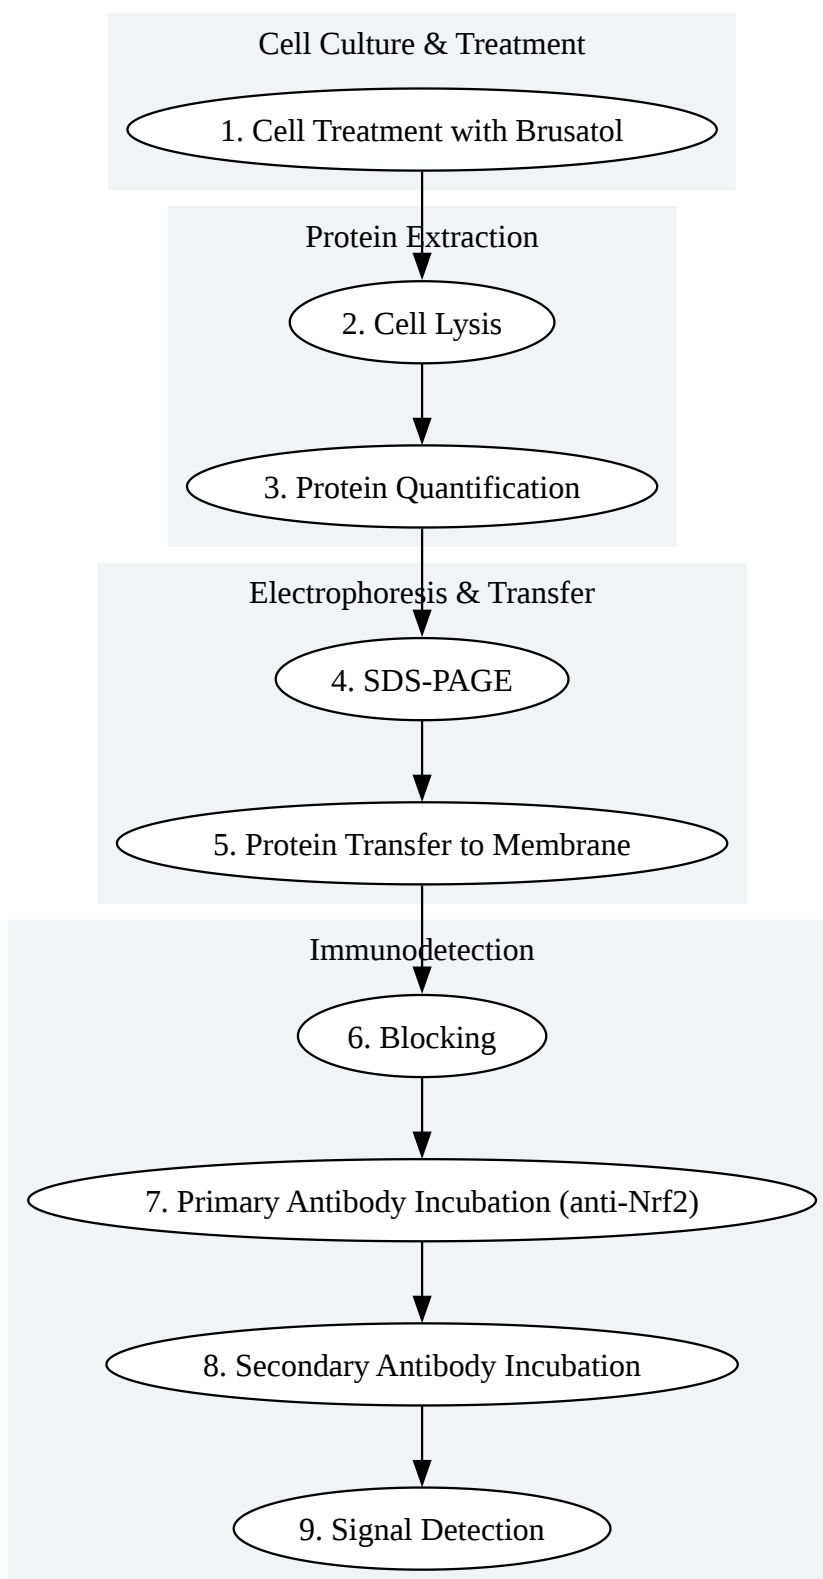 Cell Culture & Treatment
1. Cell Treatment with Brusatol
Protein Extraction
2. Cell Lysis
3. Protein Quantification
Electrophoresis & Transfer
4. SDS-PAGE
5. Protein Transfer to Membrane
Immunodetection
6. Blocking
7. Primary Antibody Incubation (anti-Nrf2)
8. Secondary Antibody Incubation
9. Signal Detection